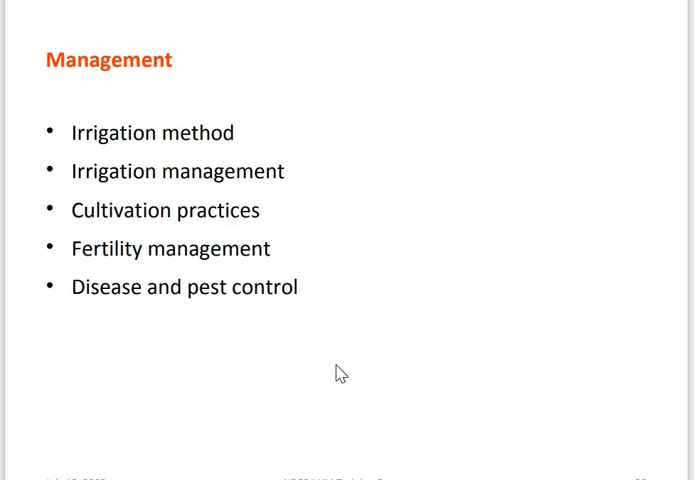 Management
• Irrigation method
• Irrigation management
• Cultivation practices
• Fertility management
• Disease and pest control